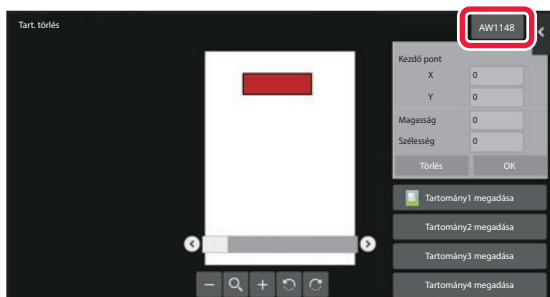 Tart. törlés
AW1148
Kezdő pont
X 0
Y 0
Magasság 0
Szélesség 0
Törlés OK
Tartomány1 megadása
Tartomány2 megadása
Tartomány3 megadása
Tartomány4 megadása